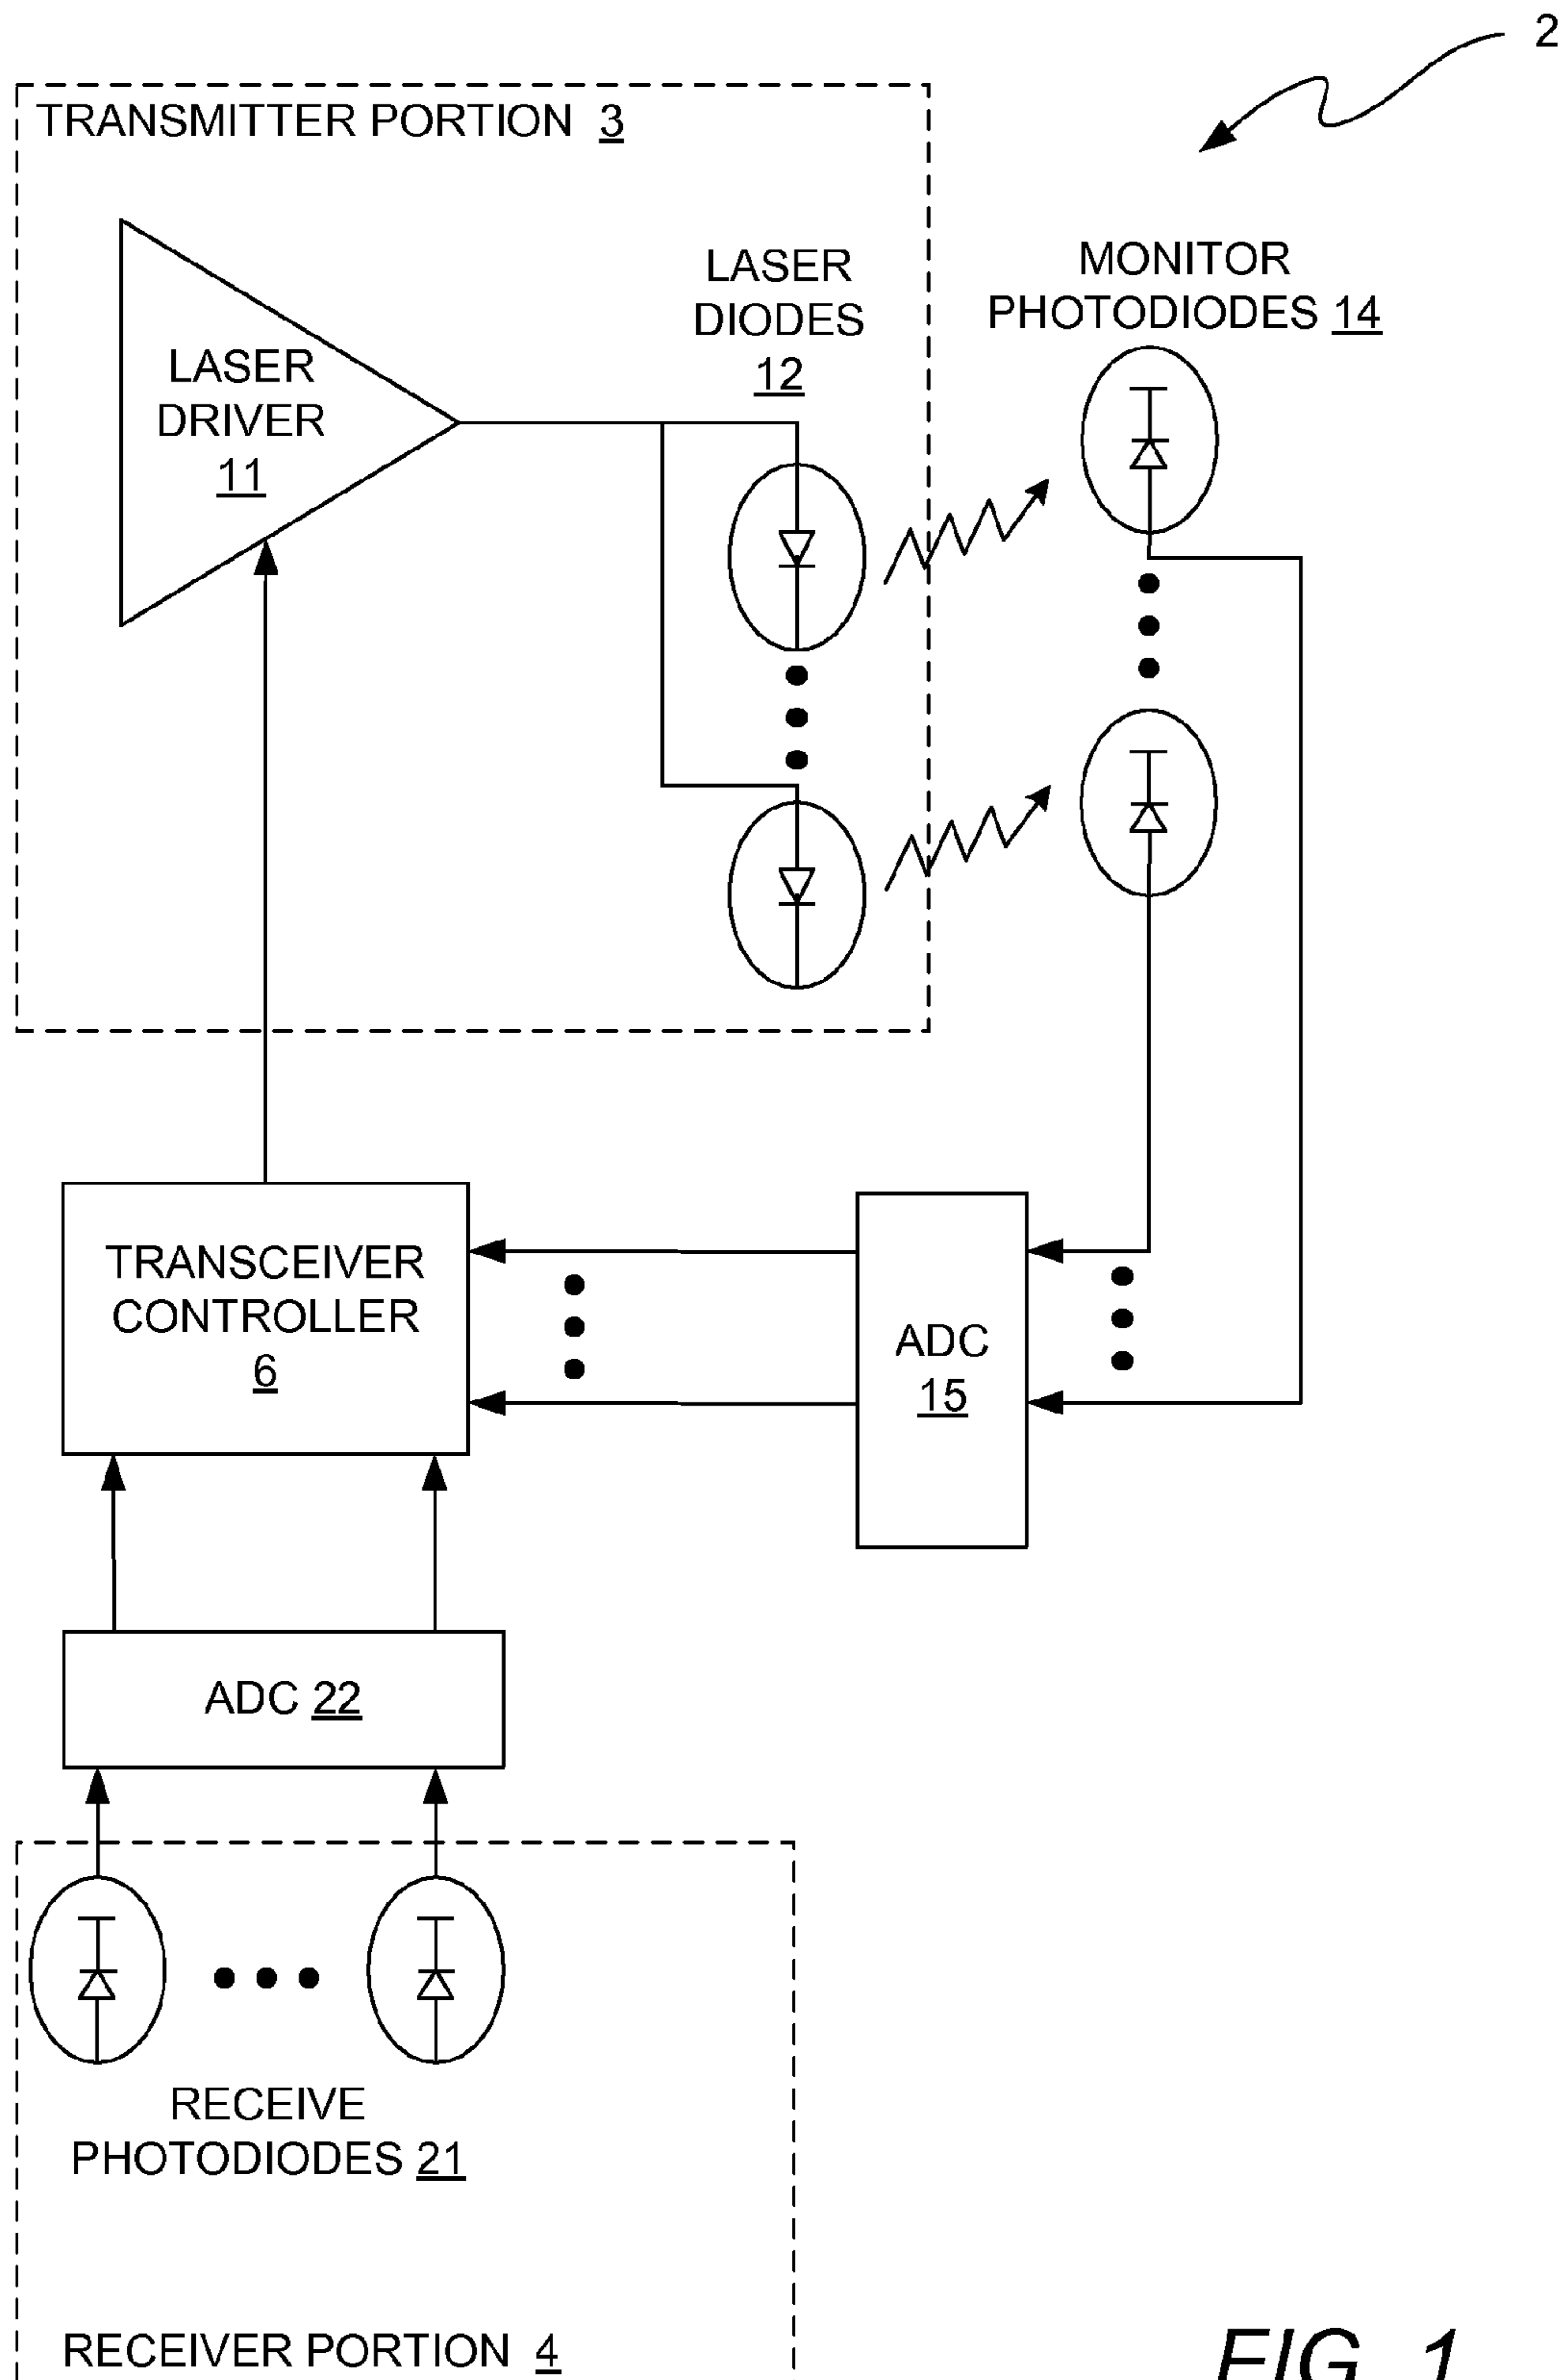 2
TRANSMITTER PORTION 3
LASER
DIODES
12
MONITOR
PHOTODIODES 14
LASER
DRIVER
11
TRANSCEIVER
CONTROLLER
6
ADC
15
ADC 22
RECEIVE
PHOTODIODES 21
RECEIVER PORTION 4
FIG. 1